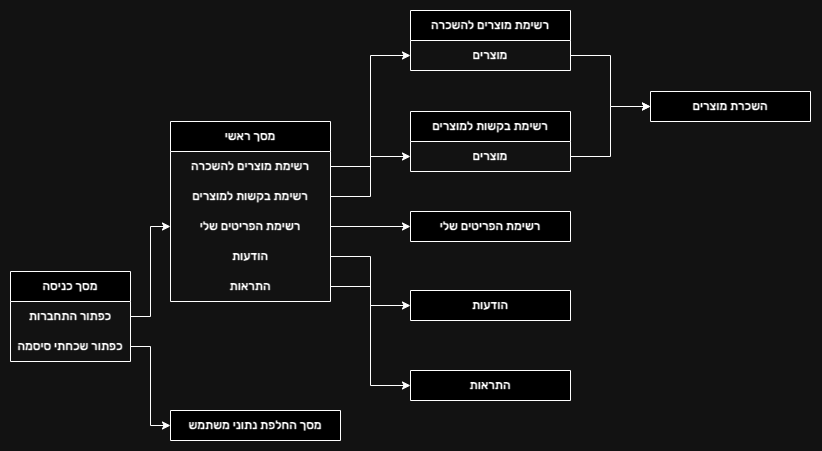 רשימת מוצרים להשכרה
מוצרים
השכרת מוצרים
רשימת בקשות למוצרים
מוצרים
מסך ראשי
רשימת מוצרים להשכרה
רשימת בקשות למוצרים
רשימת הפריטים שלי
הודעות
התראות
רשימת הפריטים שלי
הודעות
התראות
מסך כניסה
כפתור התחברות
כפתור שכחתי סיסמה
מסך החלפת נתוני משתמש